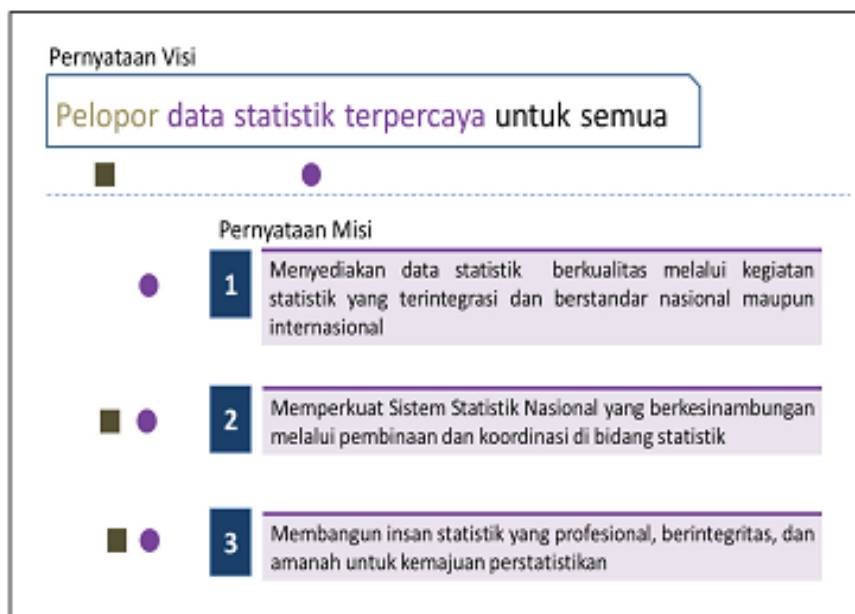 Pernyataan Visi
Pelopor data statistik terpercaya untuk semua
Pernyataan Misi
1
Menyediakan data statistik berkualitas melalui kegiatan
statistik yang terintegrasi dan berstandar nasional maupun
internasional
2
Memperkuat Sistem Statistik Nasional yang berkesinambungan
melalui pembinaan dan koordinasi di bidang statistik
3
Membangun insan statistik yang profesional, berintegritas, dan
amanah untuk kemajuan perstatistikan